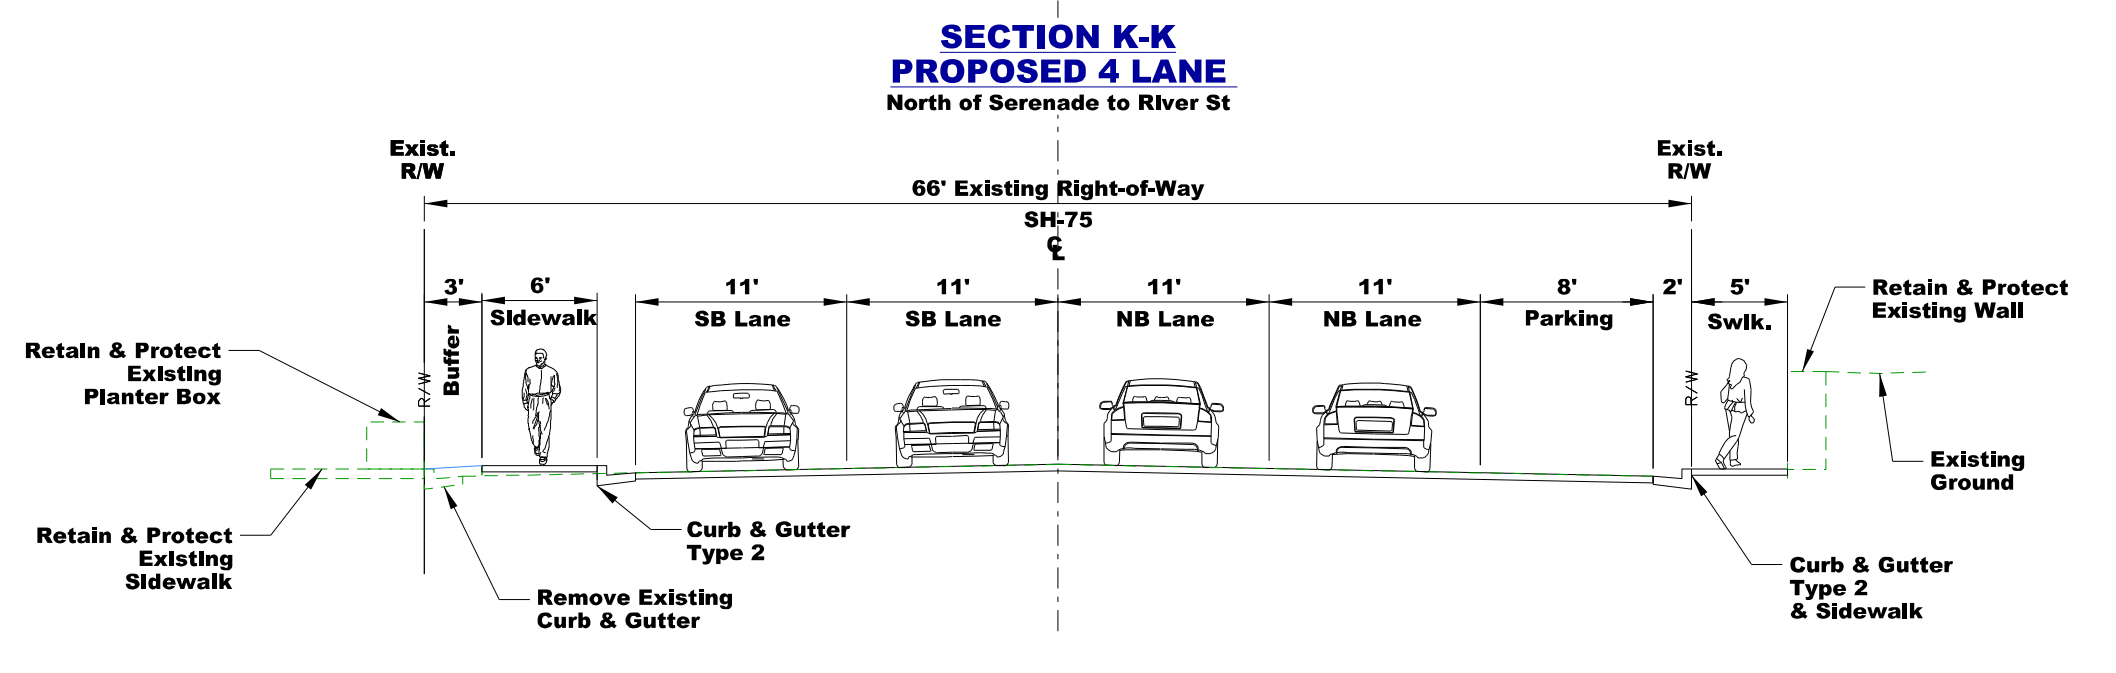 SECTION K-K
PROPOSED 4 LANE
North of Serenade to RIver St
Exist.
R/W
Exist.
R/W
66' Existing Right-of-Way
SH-75
℄
3'
6'
11'
11'
11'
11'
8'
2'
5'
Buffer
SIdewalk
SB Lane
SB Lane
NB Lane
NB Lane
Parking
Swlk.
Retain & Protect
Existing Wall
RetaIn & Protect
ExIstIng
Planter Box
R/W
R/W
Existing
Ground
Retain & Protect
ExIstIng
SIdewalk
Curb & Gutter
Type 2
Remove Existing
Curb & Gutter
Curb & Gutter
Type 2
& Sidewalk